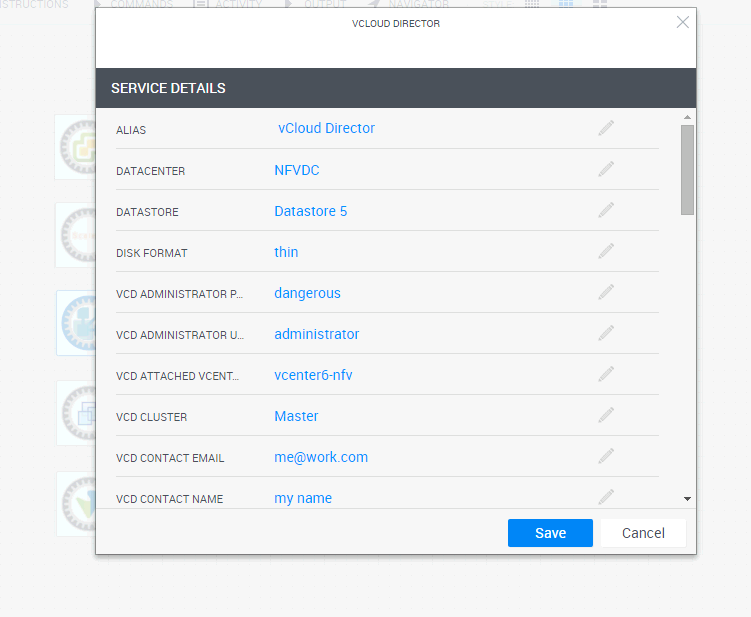 COMMANDS ACTIVITY OUTPUT NAVIGATOR STYLE
VCLOUD DIRECTOR
SERVICE DETAILS
ALIAS vCloud Director
DATACENTER NFVDC
DATASTORE Datastore 5
DISK FORMAT thin
VCD ADMINISTRATOR P... dangerous
VCD ADMINISTRATOR U... administrator
VCD ATTACHED VCENT... vcenter6-nfv
VCD CLUSTER Master
VCD CONTACT EMAIL me@work.com
VCD CONTACT NAME my name
Save Cancel